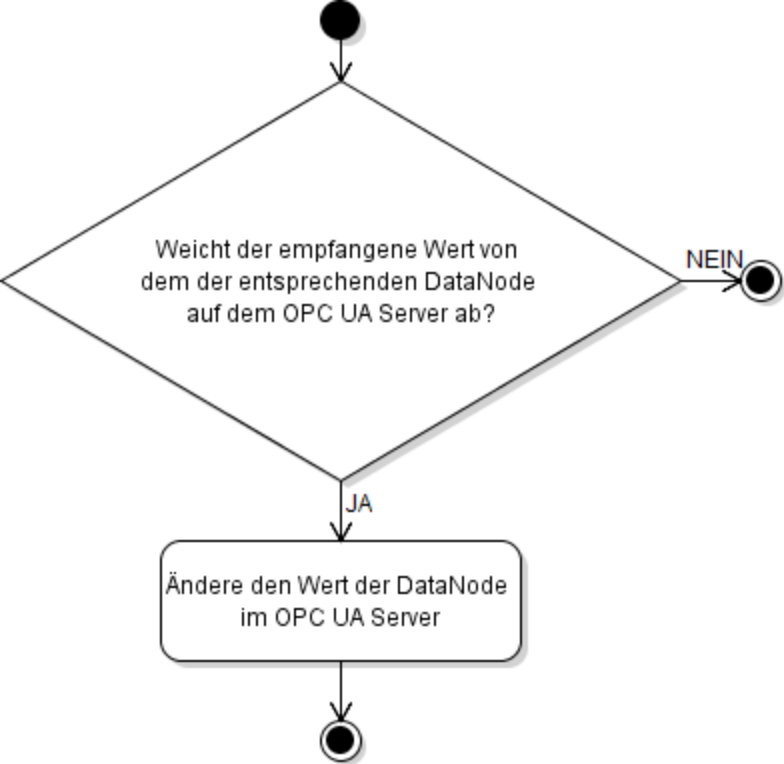 Weicht der empfangene Wert von
dem der entsprechenden DataNode
auf dem OPC UA Server ab?
NEIN
JA
Ändere den Wert der DataNode
im OPC UA Server